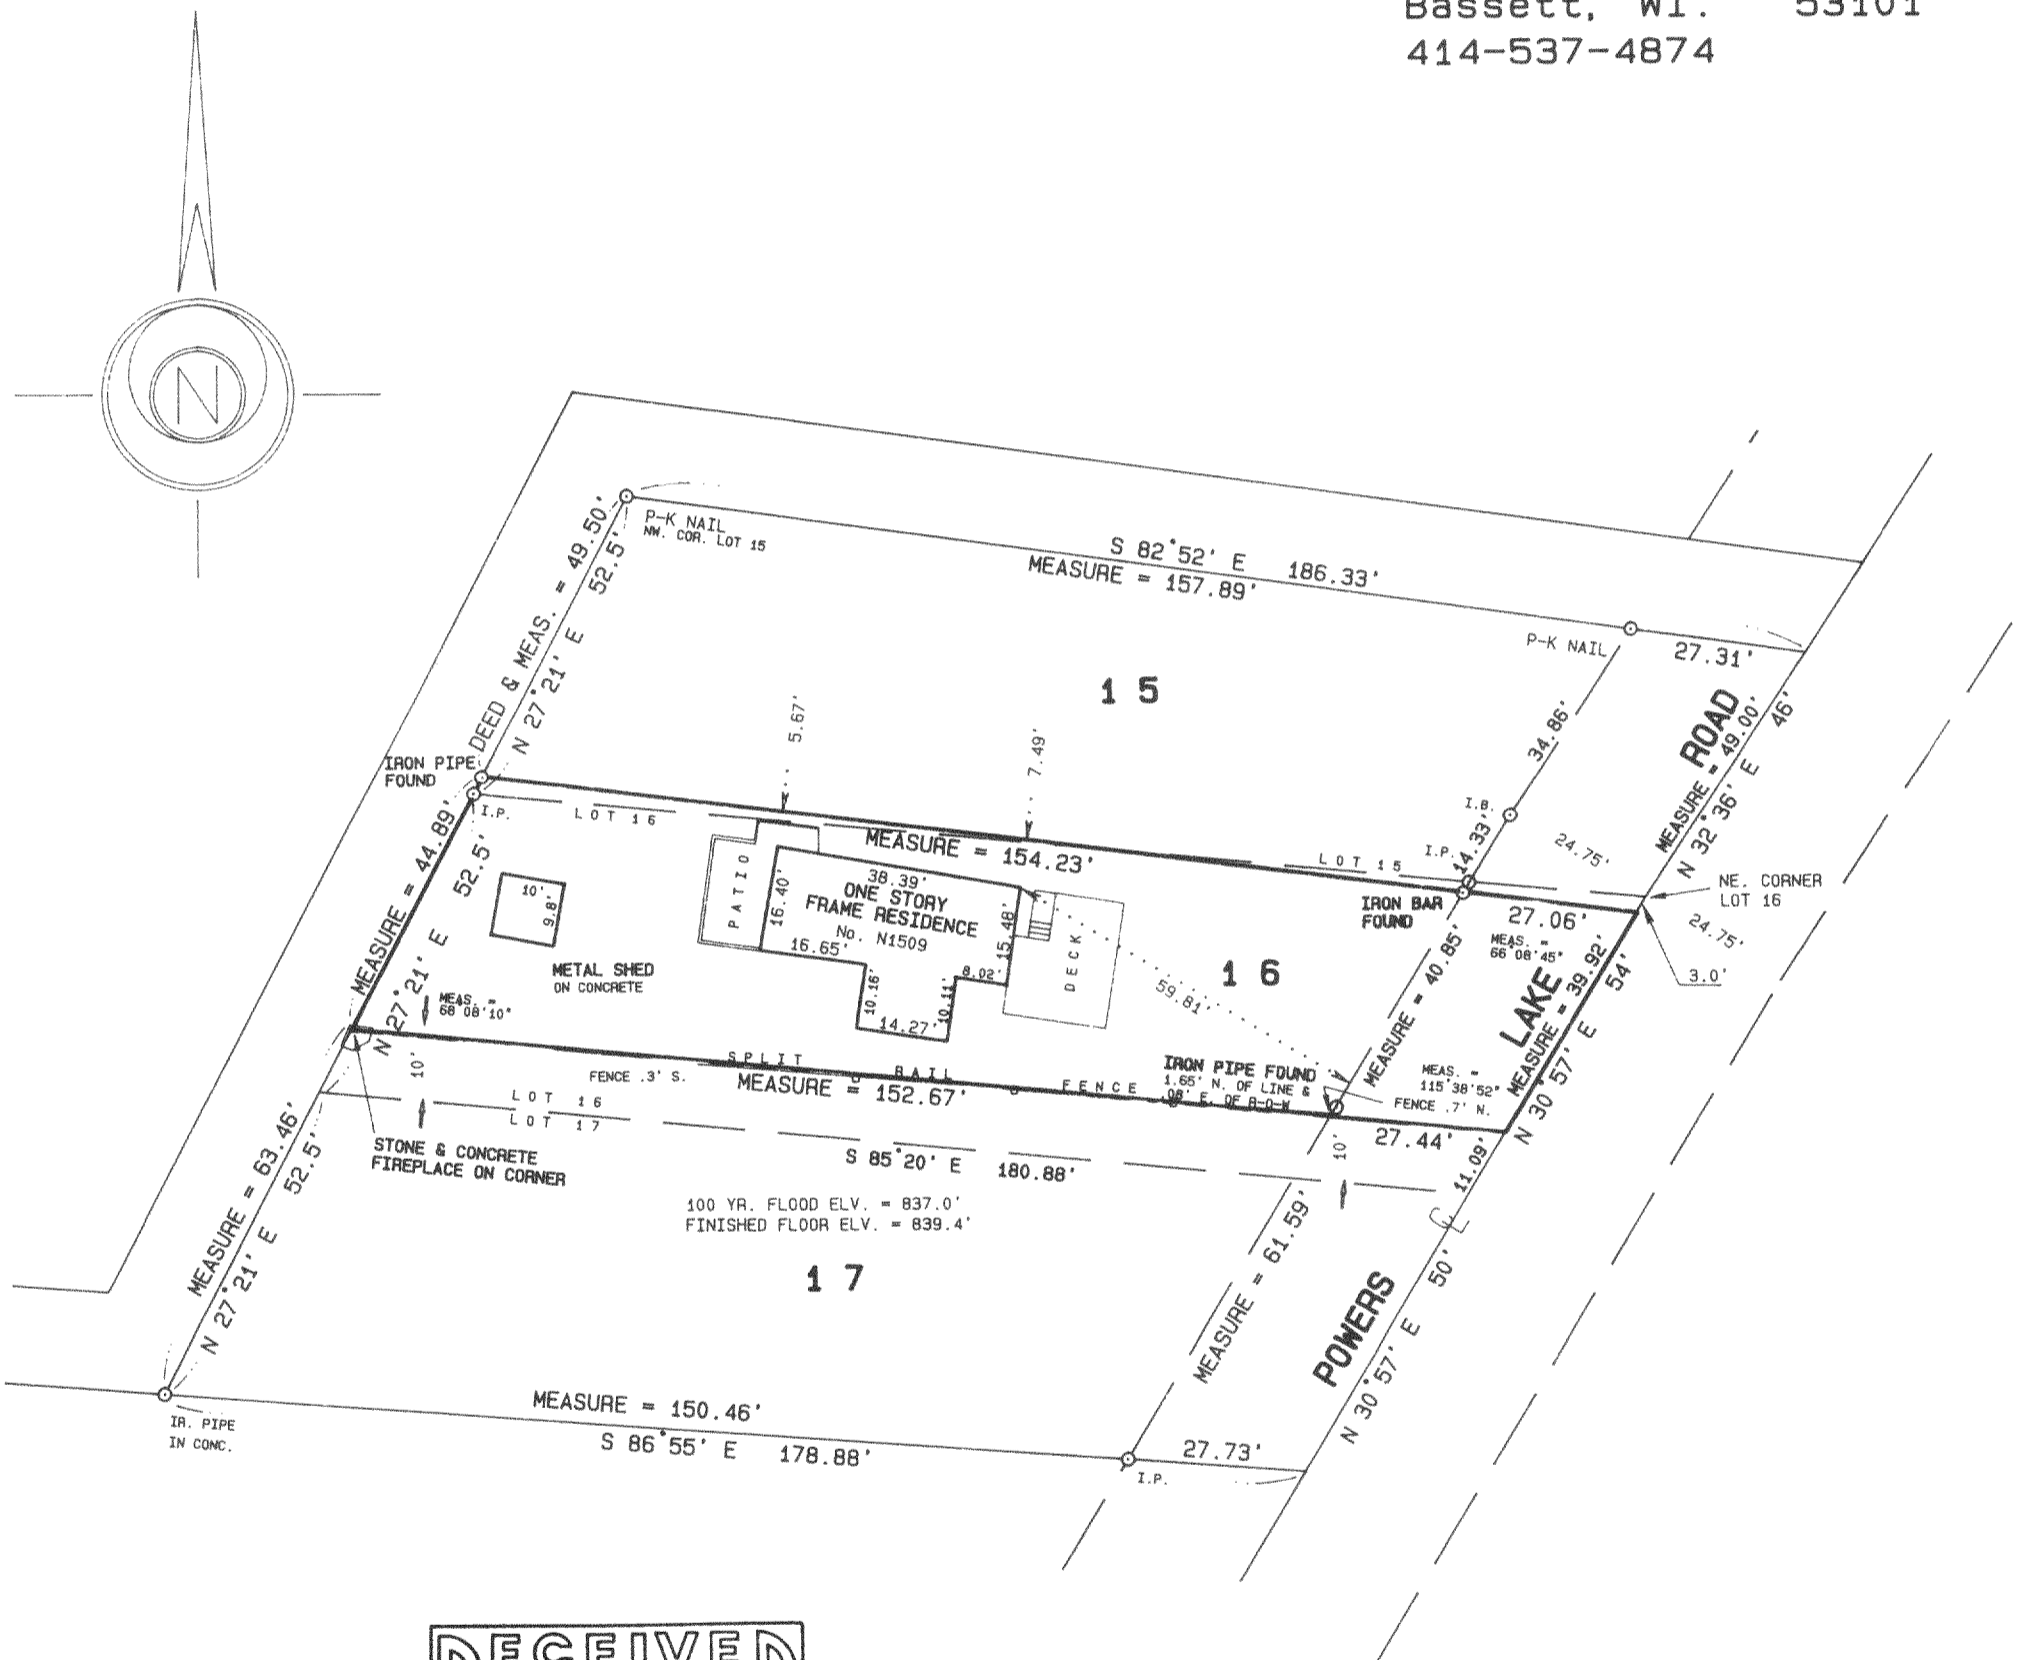 Bassett, WI. 53101
414-537-4874
N
P-K NAIL
NW. COR. LOT 15
S 82°52' E 186.33'
MEASURE = 157.89'
P-K NAIL
27.31'
DEED & MEAS. = 49.50'
52.5'
N 27°21' E
15
5.67'
7.49'
34.86'
ROAD
MEASURE = 49.00'
46'
N 32°36' E
IRON PIPE
FOUND
I.P.
LOT 16
MEASURE = 154.23'
LOT 15
I.B.
I.P.
14.33'
24.75'
NE. CORNER
LOT 16
IRON BAR
FOUND
27.06'
24.75'
3.0'
MEAS. =
66°08'45"
MEASURE = 44.89'
52.5'
N 27°21' E
10'
9.8'
METAL SHED
ON CONCRETE
PATIO
16.40'
38.39'
ONE STORY
FRAME RESIDENCE
No. N1509
16.65'
15.48'
8.02'
10.16'
10.11'
14.27'
DECK
16
59.81'
MEASURE = 40.85'
LAKE
MEASURE = 39.92'
54'
N 30°57' E
MEAS. =
68°08'10"
10'
SPLIT RAIL FENCE
FENCE .3' S.
MEASURE = 152.67'
IRON PIPE FOUND
1.65' N. OF LINE &
.08' E. OF R-O-W
MEAS. =
115°38'52"
FENCE .7' N.
27.44'
10'
11.09'
LOT 16
LOT 17
S 85°20' E 180.88'
STONE & CONCRETE
FIREPLACE ON CORNER
100 YR. FLOOD ELV. = 837.0'
FINISHED FLOOR ELV. = 839.4'
MEASURE = 63.46'
52.5'
N 27°21' E
17
MEASURE = 61.59'
POWERS
50'
N 30°57' E
IR. PIPE
IN CONC.
MEASURE = 150.46'
S 86°55' E 178.88'
27.73'
I.P.
RECEIVED